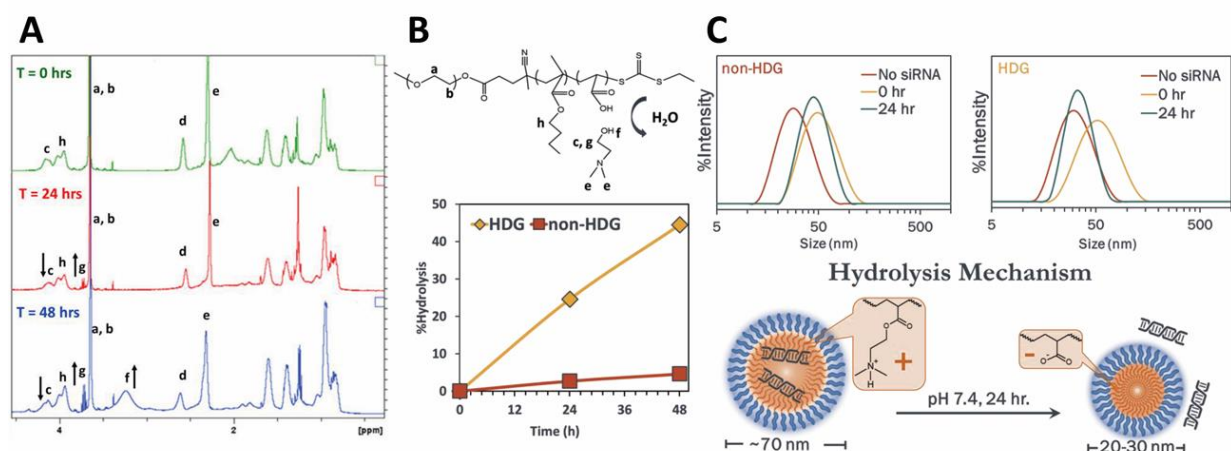 A
T = 0 hrs
c
h
a, b
d
e
T = 24 hrs
c
h
g
a, b
d
e
T = 48 hrs
c
h
g
a, b
f
d
e
4
2
[ppm]
B
N
O
a
b
O
O
O
O
h
O
OH
S
S
S
H₂O
OH
f
c, g
N
e
e
%Hydrolysis
50
40
30
20
10
0
HDG
non-HDG
0
12
24
36
48
Time (h)
C
non-HDG
No siRNA
0 hr
24 hr
%Intensity
5
50
500
Size (nm)
HDG
No siRNA
0 hr
24 hr
%Intensity
5
50
500
Size (nm)
Hydrolysis Mechanism
O
O
N
H
+
+
-
O
O
-
pH 7.4, 24 hr.
~70 nm
20-30 nm